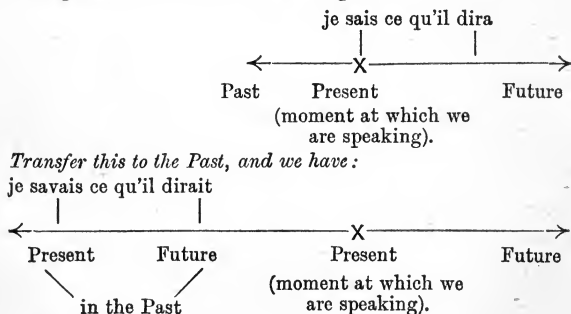 je sais ce qu'il dira
X
Past Present Future
(moment at which we
are speaking).
Transfer this to the Past, and we have:
je savais ce qu'il dirait
X
Present Future Present Future
in the Past (moment at which we
are speaking).